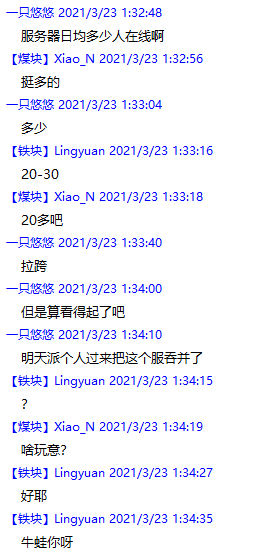 一只悠悠 2021/3/23 1:32:48
服务器日均多少人在线啊
【煤块】Xiao_N 2021/3/23 1:32:56
挺多的
一只悠悠 2021/3/23 1:33:04
多少
【铁块】Lingyuan 2021/3/23 1:33:16
20-30
【煤块】Xiao_N 2021/3/23 1:33:18
20多吧
一只悠悠 2021/3/23 1:33:40
拉跨
一只悠悠 2021/3/23 1:34:00
但是算看得起了吧
一只悠悠 2021/3/23 1:34:10
明天派个人过来把这个服吞并了
【铁块】Lingyuan 2021/3/23 1:34:15
?
【煤块】Xiao_N 2021/3/23 1:34:19
啥玩意?
【铁块】Lingyuan 2021/3/23 1:34:27
好耶
【铁块】Lingyuan 2021/3/23 1:34:35
牛蛙你呀